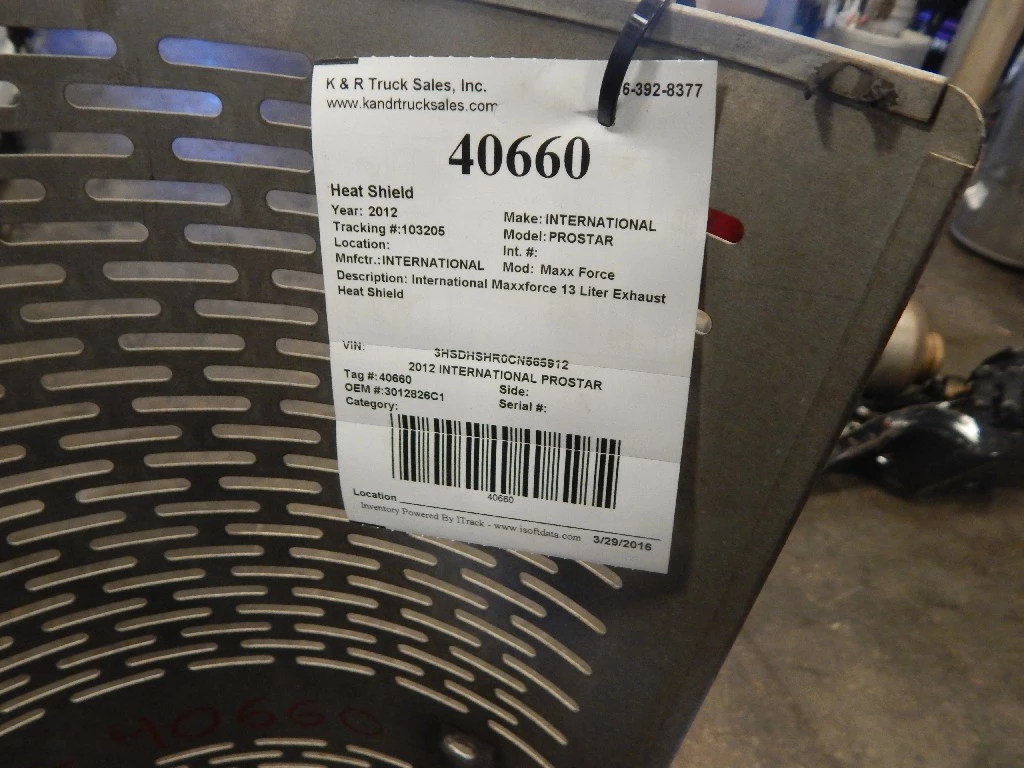 K & R Truck Sales, Inc. 6-392-8377
www.kandrtrucksales.com
40660
Heat Shield
Year: 2012 Make: INTERNATIONAL
Tracking #:103205 Model: PROSTAR
Location: Int. #:
Mnfctr.: INTERNATIONAL Mod: Maxx Force
Description: International Maxxforce 13 Liter Exhaust
Heat Shield
VIN: 3HSDHSHR0CN565912
2012 INTERNATIONAL PROSTAR
Tag #: 40660 Side:
OEM #:3012826C1 Serial #:
Category:
40660
Location
Inventory Powered By ITrack - www.isoftdata.com 3/29/2016
40660